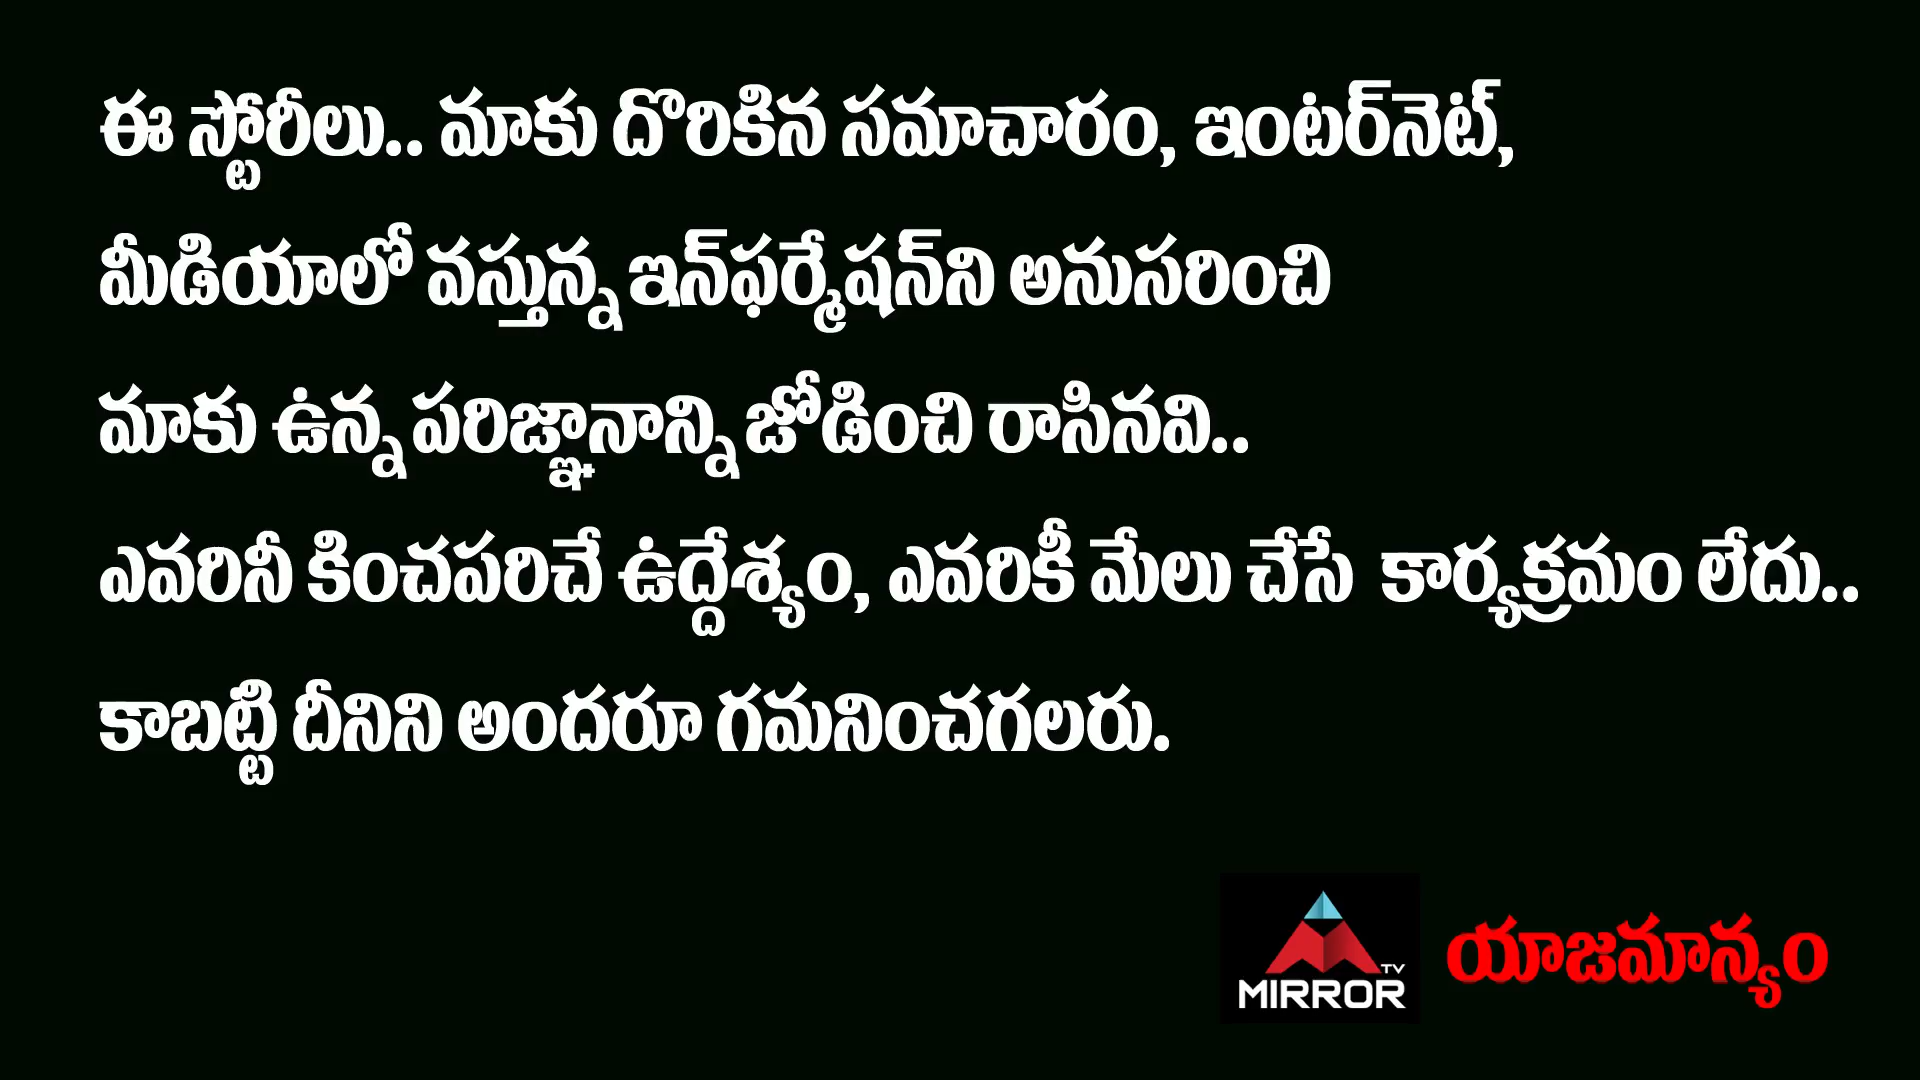 ఈ స్టోరీలు.. మాకు దొరికిన సమాచారం, ఇంటర్‌నెట్,
మీడియాలో వస్తున్న ఇన్‌ఫర్మేషన్‌ని అనుసరించి
మాకు ఉన్న పరిజ్ఞానాన్ని జోడించి రాసినవి..
ఎవరినీ కించపరిచే ఉద్దేశ్యం, ఎవరికీ మేలు చేసే కార్యక్రమం లేదు..
కాబట్టి దీనిని అందరూ గమనించగలరు.
TV
MIRROR
యాజమాన్యం